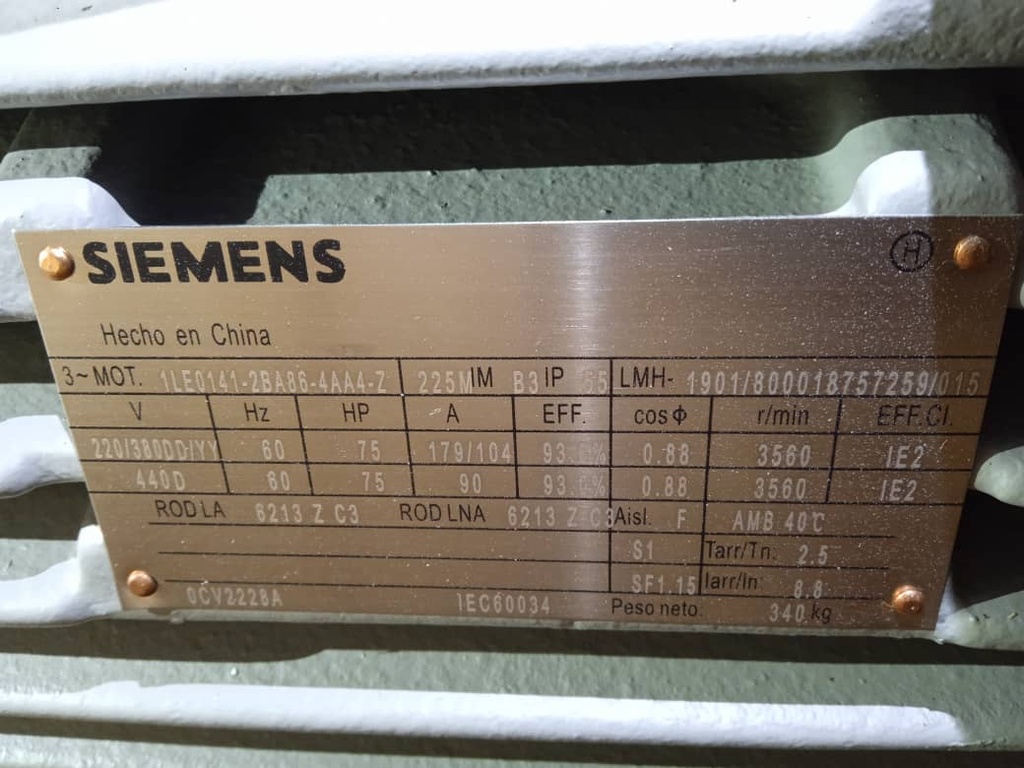 SIEMENS
H
Hecho en China
3~MOT. 1LE0141-2BA86-4AA4-Z 225M IM B3 IP 55 LMH- 1901/800018757259/015
V Hz HP A EFF. cosΦ r/min EFF.CI.
220/380DD/YY 60 75 179/104 93.0% 0.88 3560 IE2
440D 60 75 90 93.0% 0.88 3560 IE2
ROD LA 6213 Z C3 ROD LNA 6213 Z C3 Aisl. F AMB 40℃
S1 Tarr/Tn. 2.5
SF1.15 Iarr/In: 8.8
0CV2228A IEC60034 Peso neto: 340 kg